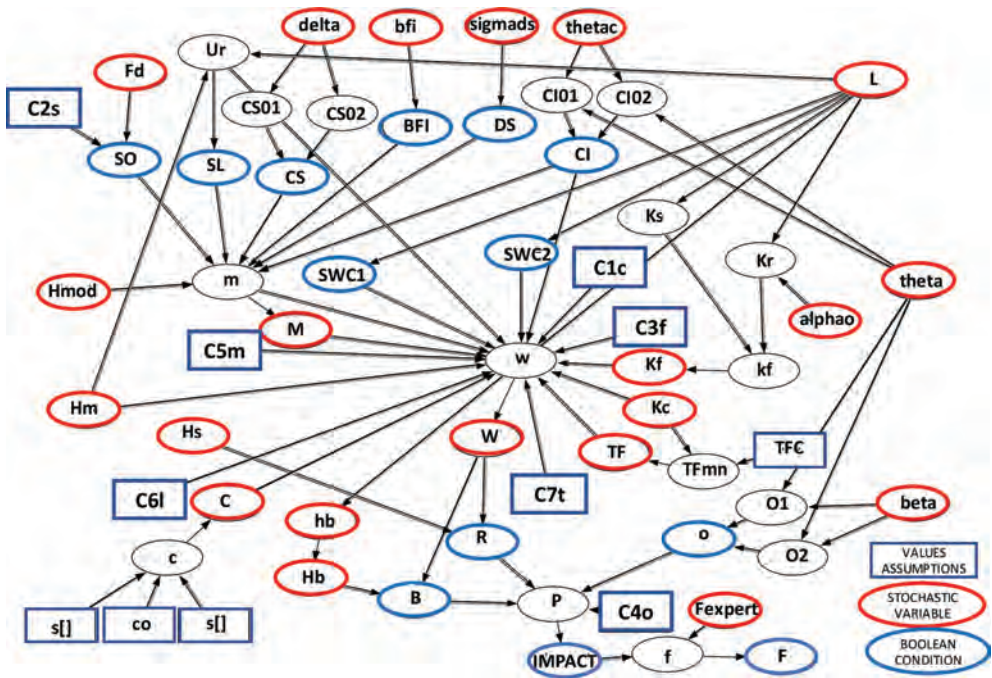 delta
bfi
sigmads
thetac
Ur
Fd
L
C2s
CS01
CS02
CI01
CI02
BFI
DS
SO
SL
CS
CI
Ks
Kr
SWC1
SWC2
C1c
theta
Hmod
m
alphao
M
C3f
C5m
w
Kf
kf
Hm
Kc
Hs
W
TF
TFmn
TFC
C6l
C
C7t
O1
beta
hb
R
o
O2
c
VALUES
ASSUMPTIONS
Hb
B
P
C4o
Fexpert
STOCHASTIC
VARIABLE
s[]
co
s[]
IMPACT
f
F
BOOLEAN
CONDITION